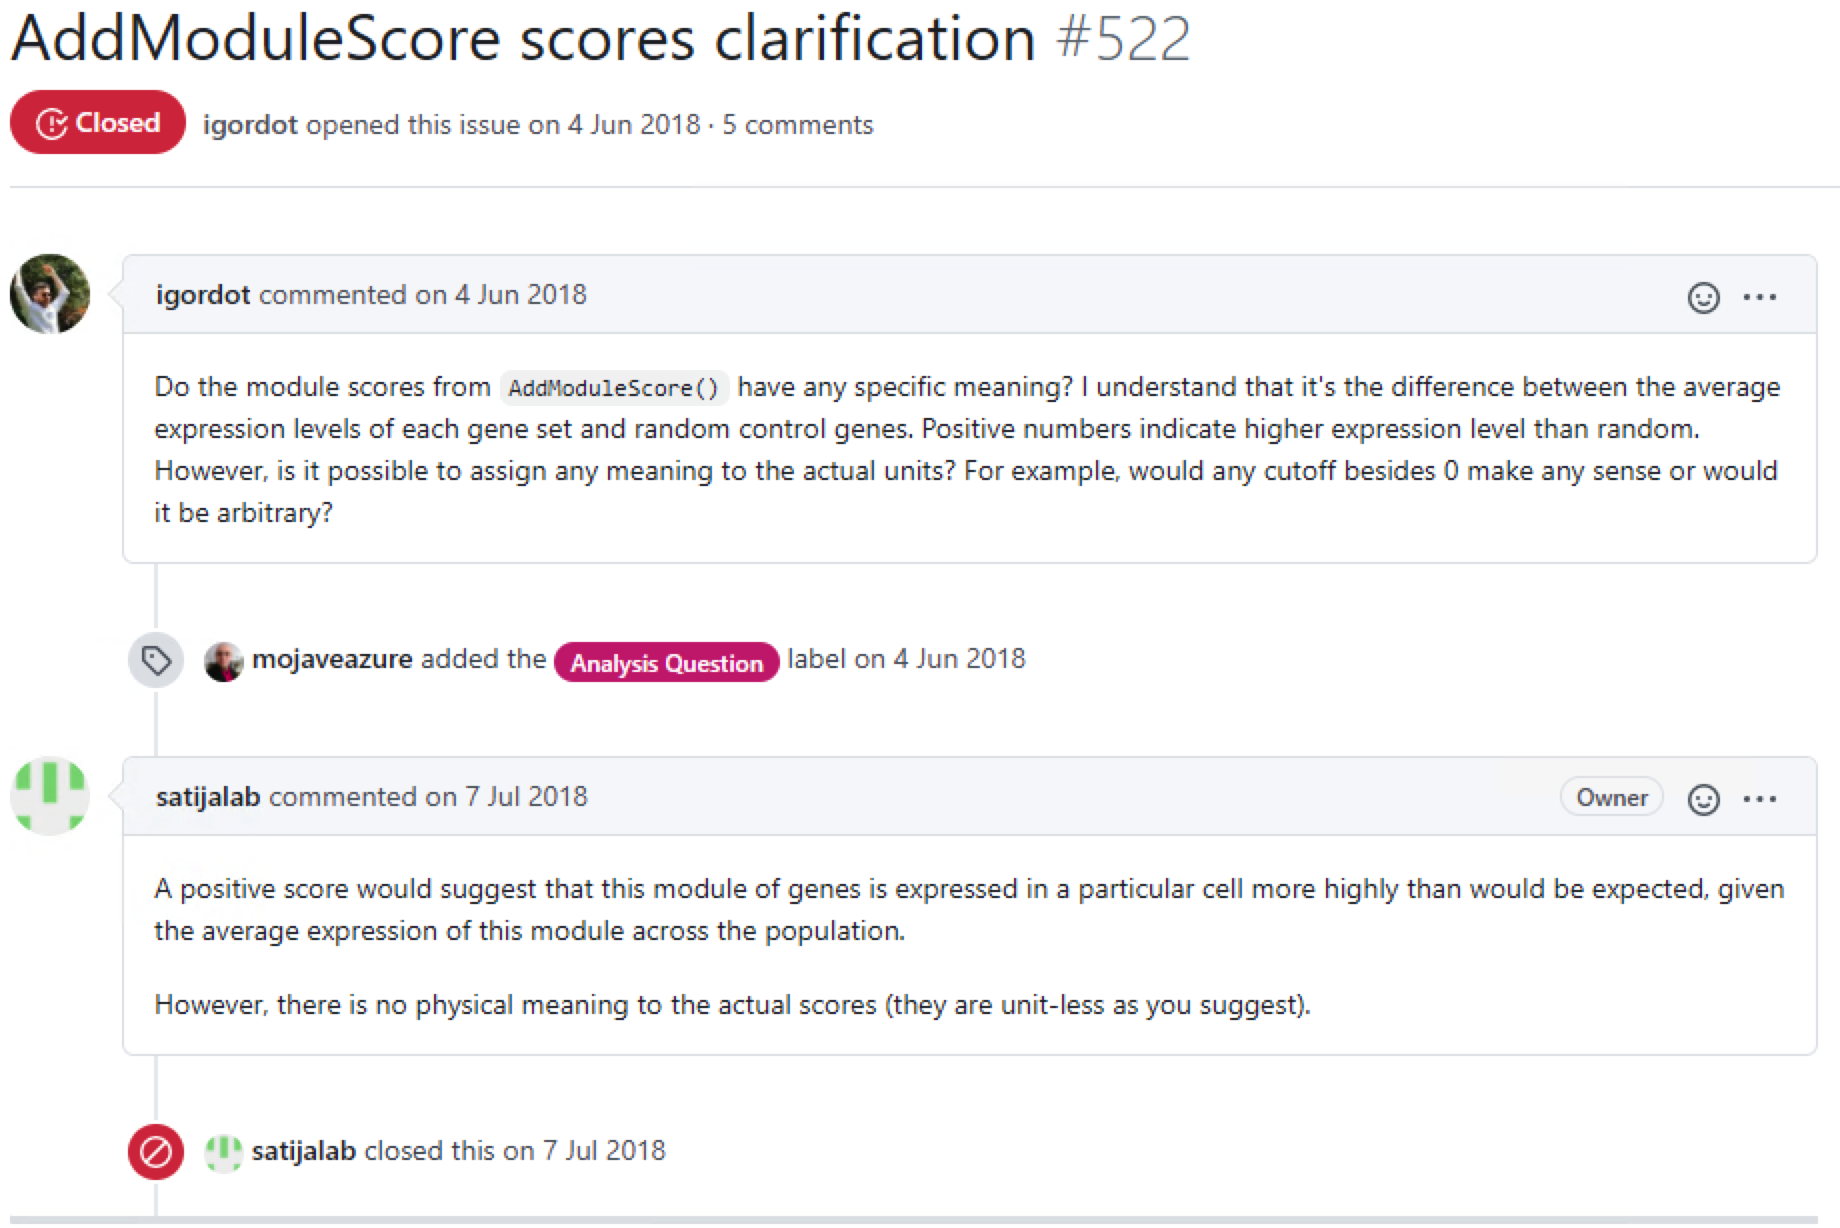 AddModuleScore scores clarification #522
Closed igordot opened this issue on 4 Jun 2018 · 5 comments
igordot commented on 4 Jun 2018
Do the module scores from AddModuleScore() have any specific meaning? I understand that it's the difference between the average
expression levels of each gene set and random control genes. Positive numbers indicate higher expression level than random.
However, is it possible to assign any meaning to the actual units? For example, would any cutoff besides 0 make any sense or would
it be arbitrary?
mojaveazure added the Analysis Question label on 4 Jun 2018
satijalab commented on 7 Jul 2018 Owner
A positive score would suggest that this module of genes is expressed in a particular cell more highly than would be expected, given
the average expression of this module across the population.
However, there is no physical meaning to the actual scores (they are unit-less as you suggest).
satijalab closed this on 7 Jul 2018